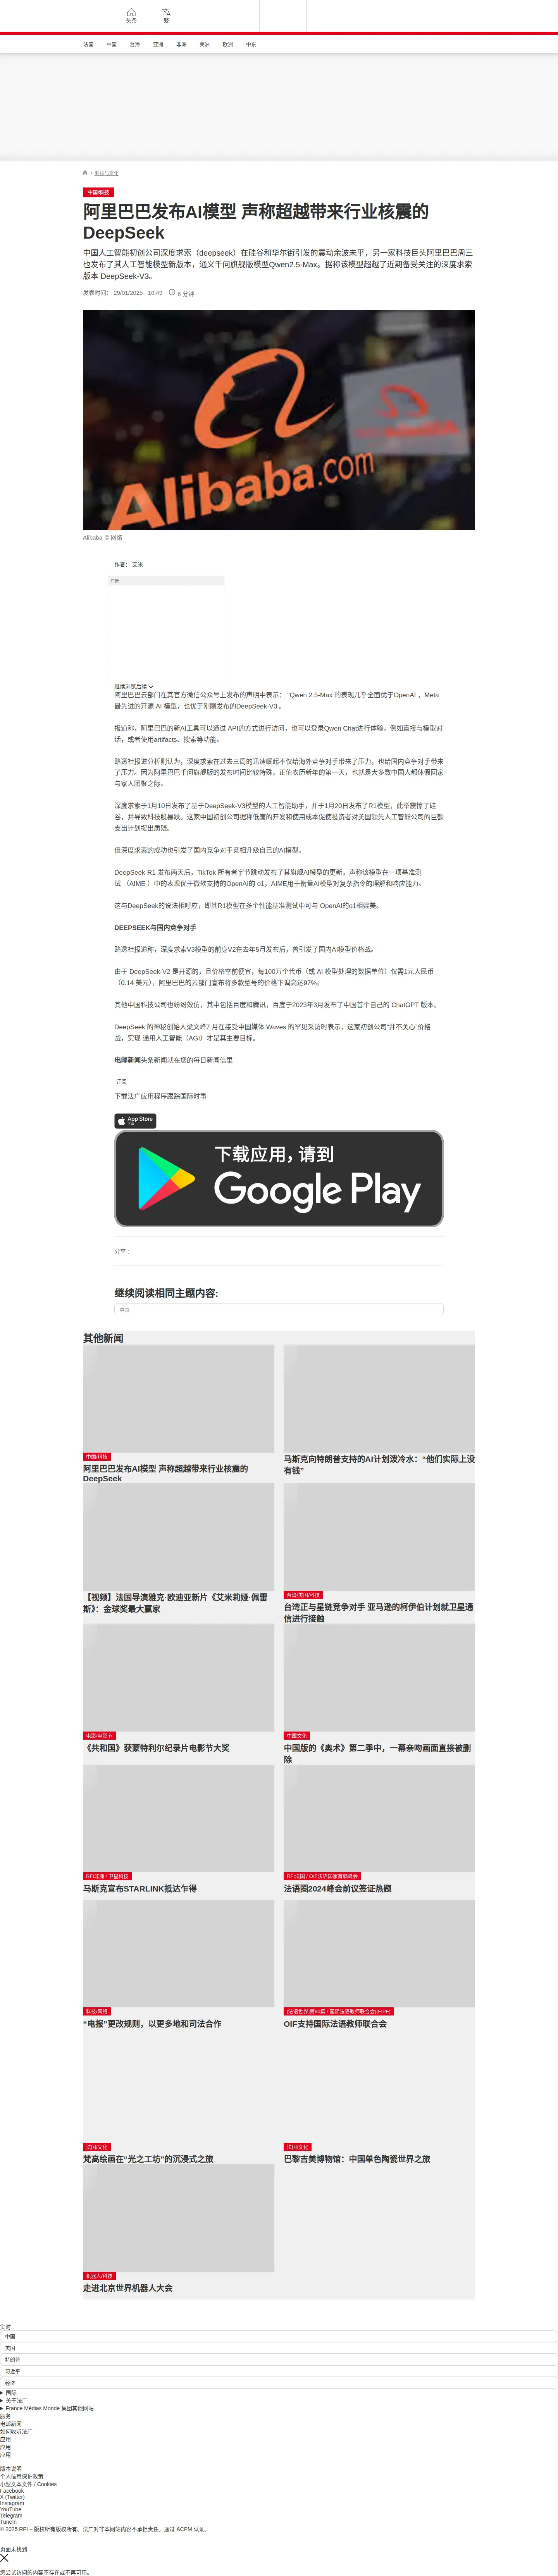 头条
繁
法國
中国
台海
亚洲
非洲
美洲
欧洲
中东
/ 科技与文化
中国/科技
阿里巴巴发布AI模型 声称超越带来行业核震的
DeepSeek
中国人工智能初创公司深度求索（deepseek）在硅谷和华尔街引发的震动余波未平，另一家科技巨头阿里巴巴周三
也发布了其人工智能模型新版本，通义千问旗舰版模型Qwen2.5-Max。据称该模型超越了近期备受关注的深度求索
版本 DeepSeek-V3。
发表时间： 29/01/2025 - 10:49
6 分钟
Alibaba.com
Alibaba © 网络
作者： 艾米
广告
继续浏览后续
阿里巴巴云部门在其官方微信公众号上发布的声明中表示： “Qwen 2.5-Max 的表现几乎全面优于OpenAI ，Meta
最先进的开源 AI 模型，也优于刚刚发布的DeepSeek-V3 。
报道称，阿里巴巴的新AI工具可以通过 API的方式进行访问，也可以登录Qwen Chat进行体验，例如直接与模型对
话，或者使用artifacts、搜索等功能。
路透社报道分析则认为，深度求索在过去三周的迅速崛起不仅给海外竞争对手带来了压力，也给国内竞争对手带来
了压力。因为阿里巴巴千问旗舰版的发布时间比较特殊，正值农历新年的第一天，也就是大多数中国人都休假回家
与家人团聚之际。
深度求索于1月10日发布了基于DeepSeek-V3模型的人工智能助手，并于1月20日发布了R1模型，此举震惊了硅
谷，并导致科技股暴跌。这家中国初创公司据称低廉的开发和使用成本促使投资者对美国领先人工智能公司的巨额
支出计划提出质疑。
但深度求索的成功也引发了国内竞争对手竞相升级自己的AI模型。
DeepSeek-R1 发布两天后，TikTok 所有者字节跳动发布了其旗舰AI模型的更新，声称该模型在一项基准测
试 （AIME ）中的表现优于微软支持的OpenAI的 o1，AIME用于衡量AI模型对复杂指令的理解和响应能力。
这与DeepSeek的说法相呼应，即其R1模型在多个性能基准测试中可与 OpenAI的o1相媲美。
DEEPSEEK与国内竞争对手
路透社报道称，深度求索V3模型的前身V2在去年5月发布后，曾引发了国内AI模型价格战。
由于 DeepSeek-V2 是开源的，且价格空前便宜，每100万个代币（或 AI 模型处理的数据单位）仅需1元人民币
（0.14 美元），阿里巴巴的云部门宣布将多款型号的价格下调高达97%。
其他中国科技公司也纷纷效仿，其中包括百度和腾讯，百度于2023年3月发布了中国首个自己的 ChatGPT 版本。
DeepSeek 的神秘创始人梁文峰7 月在接受中国媒体 Waves 的罕见采访时表示，这家初创公司“并不关心”价格
战，实现 通用人工智能（AGI）才是其主要目标。
电邮新闻头条新闻就在您的每日新闻信里
订阅
下载法广应用程序跟踪国际时事
App Store
下载
下载应用，请到
Google Play
分享 :
继续阅读相同主题内容:
中国
其他新闻
中国/科技
阿里巴巴发布AI模型 声称超越带来行业核震的
DeepSeek
马斯克向特朗普支持的AI计划泼冷水：“他们实际上没
有钱”
【视频】法国导演雅克·欧迪亚新片《艾米莉娅·佩雷
斯》：金球奖最大赢家
台湾/美国/科技
台湾正与星链竞争对手 亚马逊的柯伊伯计划就卫星通
信进行接触
电影/电影节
《共和国》获蒙特利尔纪录片电影节大奖
中国文化
中国版的《奥术》第二季中，一幕亲吻画面直接被删
除
RFI非洲 / 卫星科技
马斯克宣布STARLINK抵达乍得
RFI法国 / OIF法语国家首脑峰会
法语圈2024峰会前议签证热题
科技/网络
“电报”更改规则，以更多地和司法合作
[法语世界]第90集 / 国际法语教师联合会](FIPF)
OIF支持国际法语教师联合会
法国/文化
梵高绘画在“光之工坊”的沉浸式之旅
法国/文化
巴黎吉美博物馆：中国单色陶瓷世界之旅
机器人/科技
走进北京世界机器人大会
实时
中国
美国
特朗普
习近平
经济
国际
关于法广
France Médias Monde 集团其他网站
服务
电邮新闻
如何收听法广
应用
应用
应用
版本说明
个人信息保护政策
小型文本文件 / Cookies
Facebook
X (Twitter)
Instagram
YouTube
Telegram
TuneIn
© 2025 RFI – 版权所有版权所有。法广对非本网站内容不承担责任。通过 ACPM 认证。
页面未找到
您尝试访问的内容不存在或不再可用。